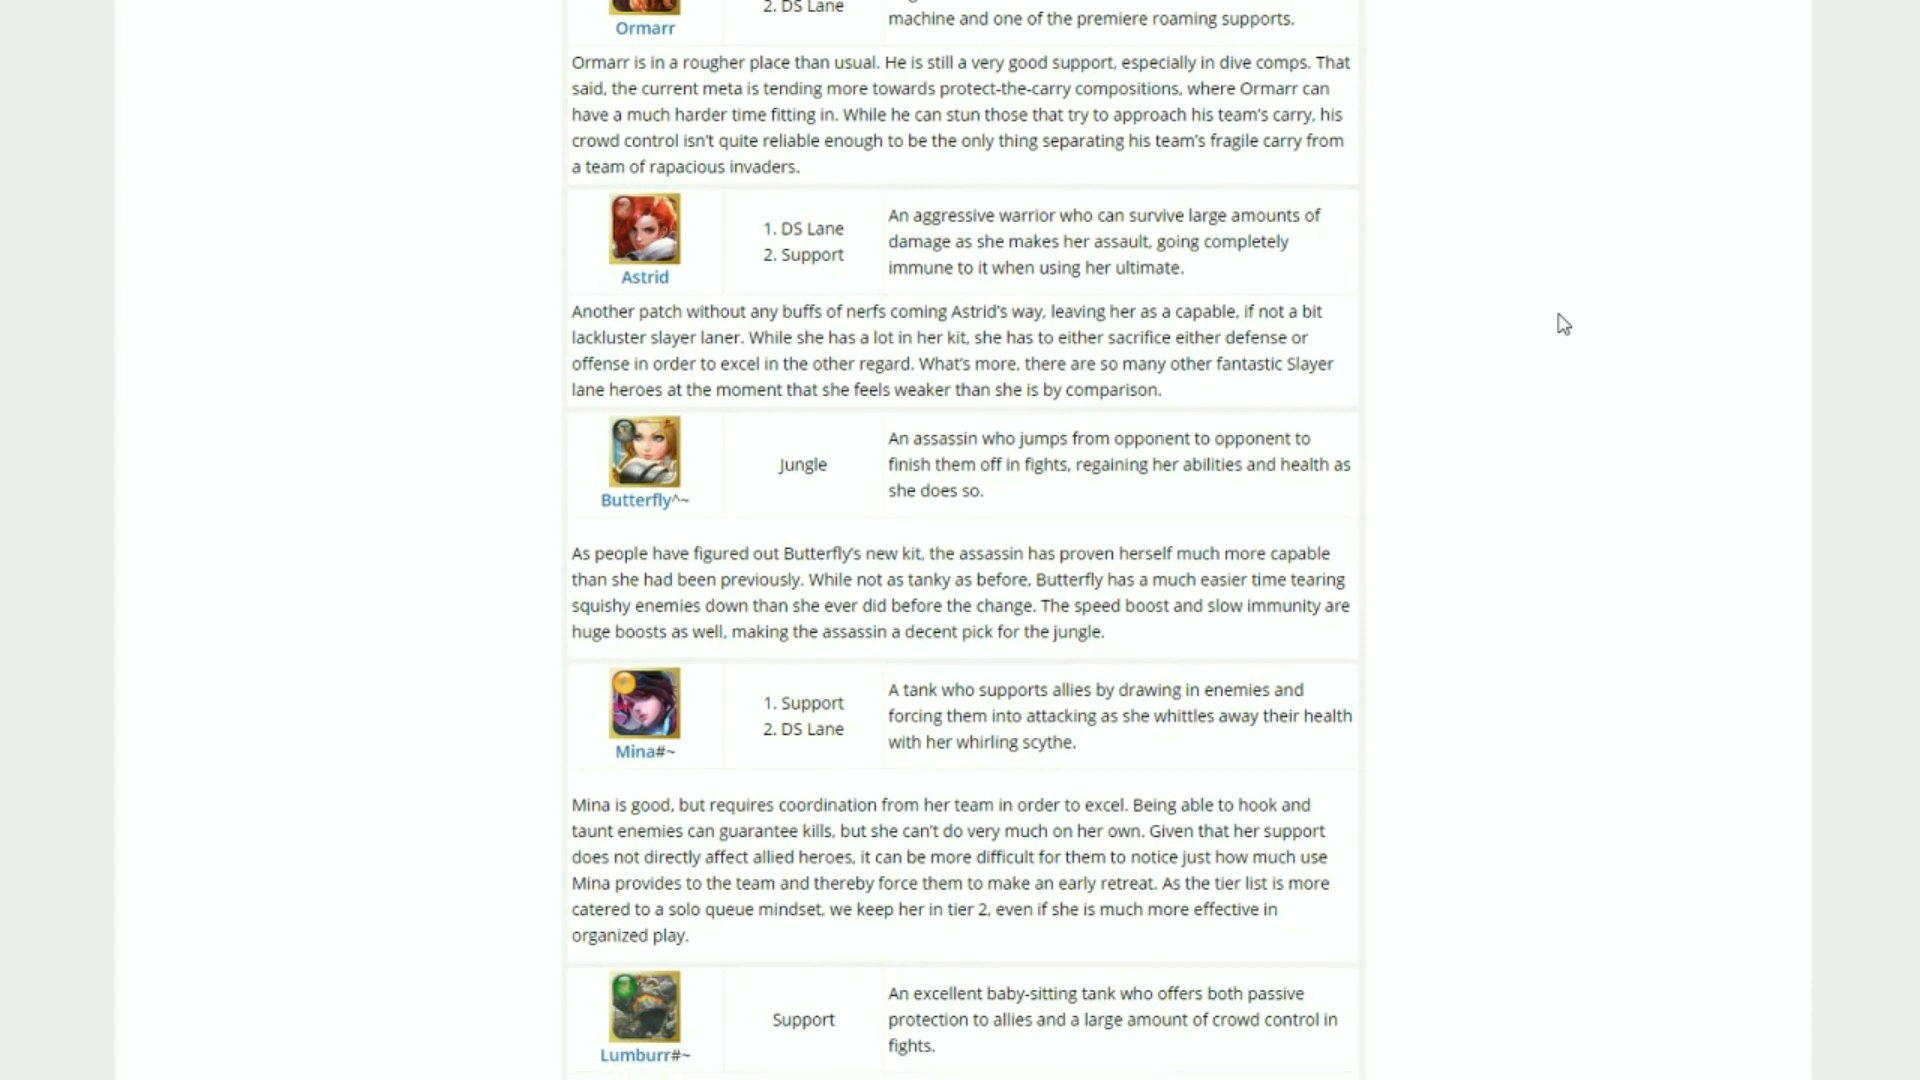 2. DS Lane
machine and one of the premiere roaming supports.
Ormarr
Ormarr is in a rougher place than usual. He is still a very good support, especially in dive comps. That
said, the current meta is tending more towards protect-the-carry compositions, where Ormarr can
have a much harder time fitting in. While he can stun those that try to approach his team's carry, his
crowd control isn't quite reliable enough to be the only thing separating his team's fragile carry from
a team of rapacious invaders.
Astrid
1. DS Lane
2. Support
An aggressive warrior who can survive large amounts of
damage as she makes her assault, going completely
immune to it when using her ultimate.
Another patch without any buffs of nerfs coming Astrid's way, leaving her as a capable, if not a bit
lackluster slayer laner. While she has a lot in her kit, she has to either sacrifice either defense or
offense in order to excel in the other regard. What's more, there are so many other fantastic Slayer
lane heroes at the moment that she feels weaker than she is by comparison.
Butterfly^~
Jungle
An assassin who jumps from opponent to opponent to
finish them off in fights, regaining her abilities and health as
she does so.
As people have figured out Butterfly's new kit, the assassin has proven herself much more capable
than she had been previously. While not as tanky as before, Butterfly has a much easier time tearing
squishy enemies down than she ever did before the change. The speed boost and slow immunity are
huge boosts as well, making the assassin a decent pick for the jungle.
Mina#~
1. Support
2. DS Lane
A tank who supports allies by drawing in enemies and
forcing them into attacking as she whittles away their health
with her whirling scythe.
Mina is good, but requires coordination from her team in order to excel. Being able to hook and
taunt enemies can guarantee kills, but she can't do very much on her own. Given that her support
does not directly affect allied heroes, it can be more difficult for them to notice just how much use
Mina provides to the team and thereby force them to make an early retreat. As the tier list is more
catered to a solo queue mindset, we keep her in tier 2, even if she is much more effective in
organized play.
Lumburr#~
Support
An excellent baby-sitting tank who offers both passive
protection to allies and a large amount of crowd control in
fights.